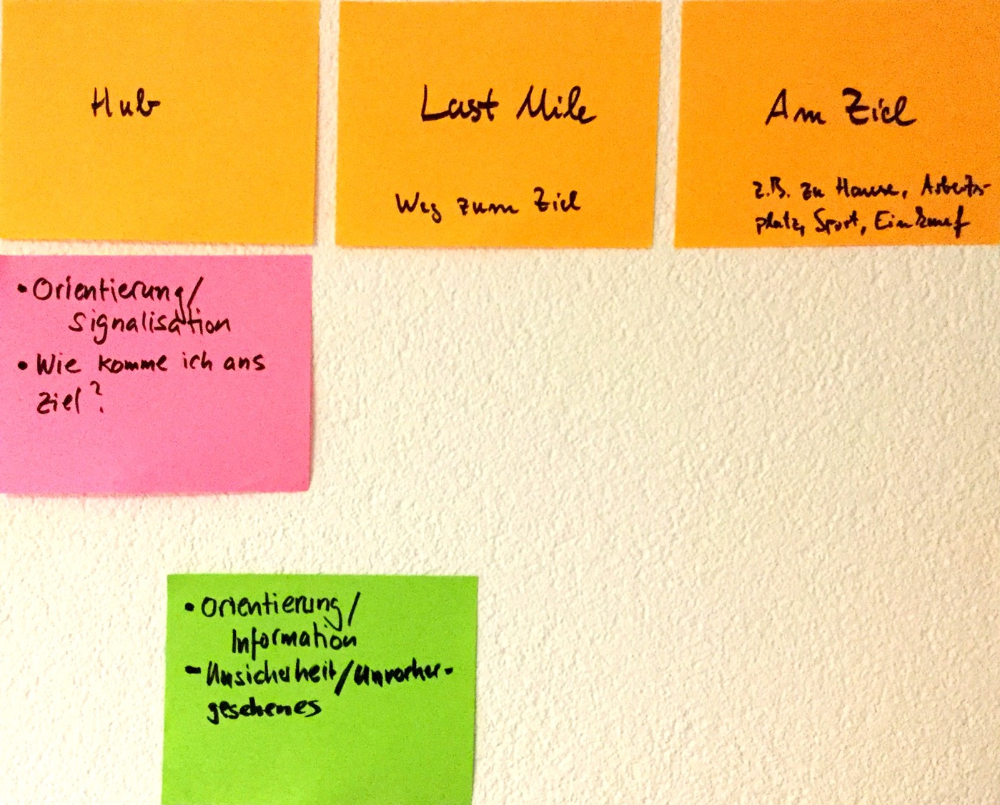 Hub
Last Mile
Weg zum Ziel
Am Ziel
z.B. zu Hause, Arbeits-
platz, Sport, Einkauf
• Orientierung/
Signalisation
• Wie komme ich ans
Ziel?
• Orientierung/
Information
- Unsicherheit/Unvorher-
gesehenes